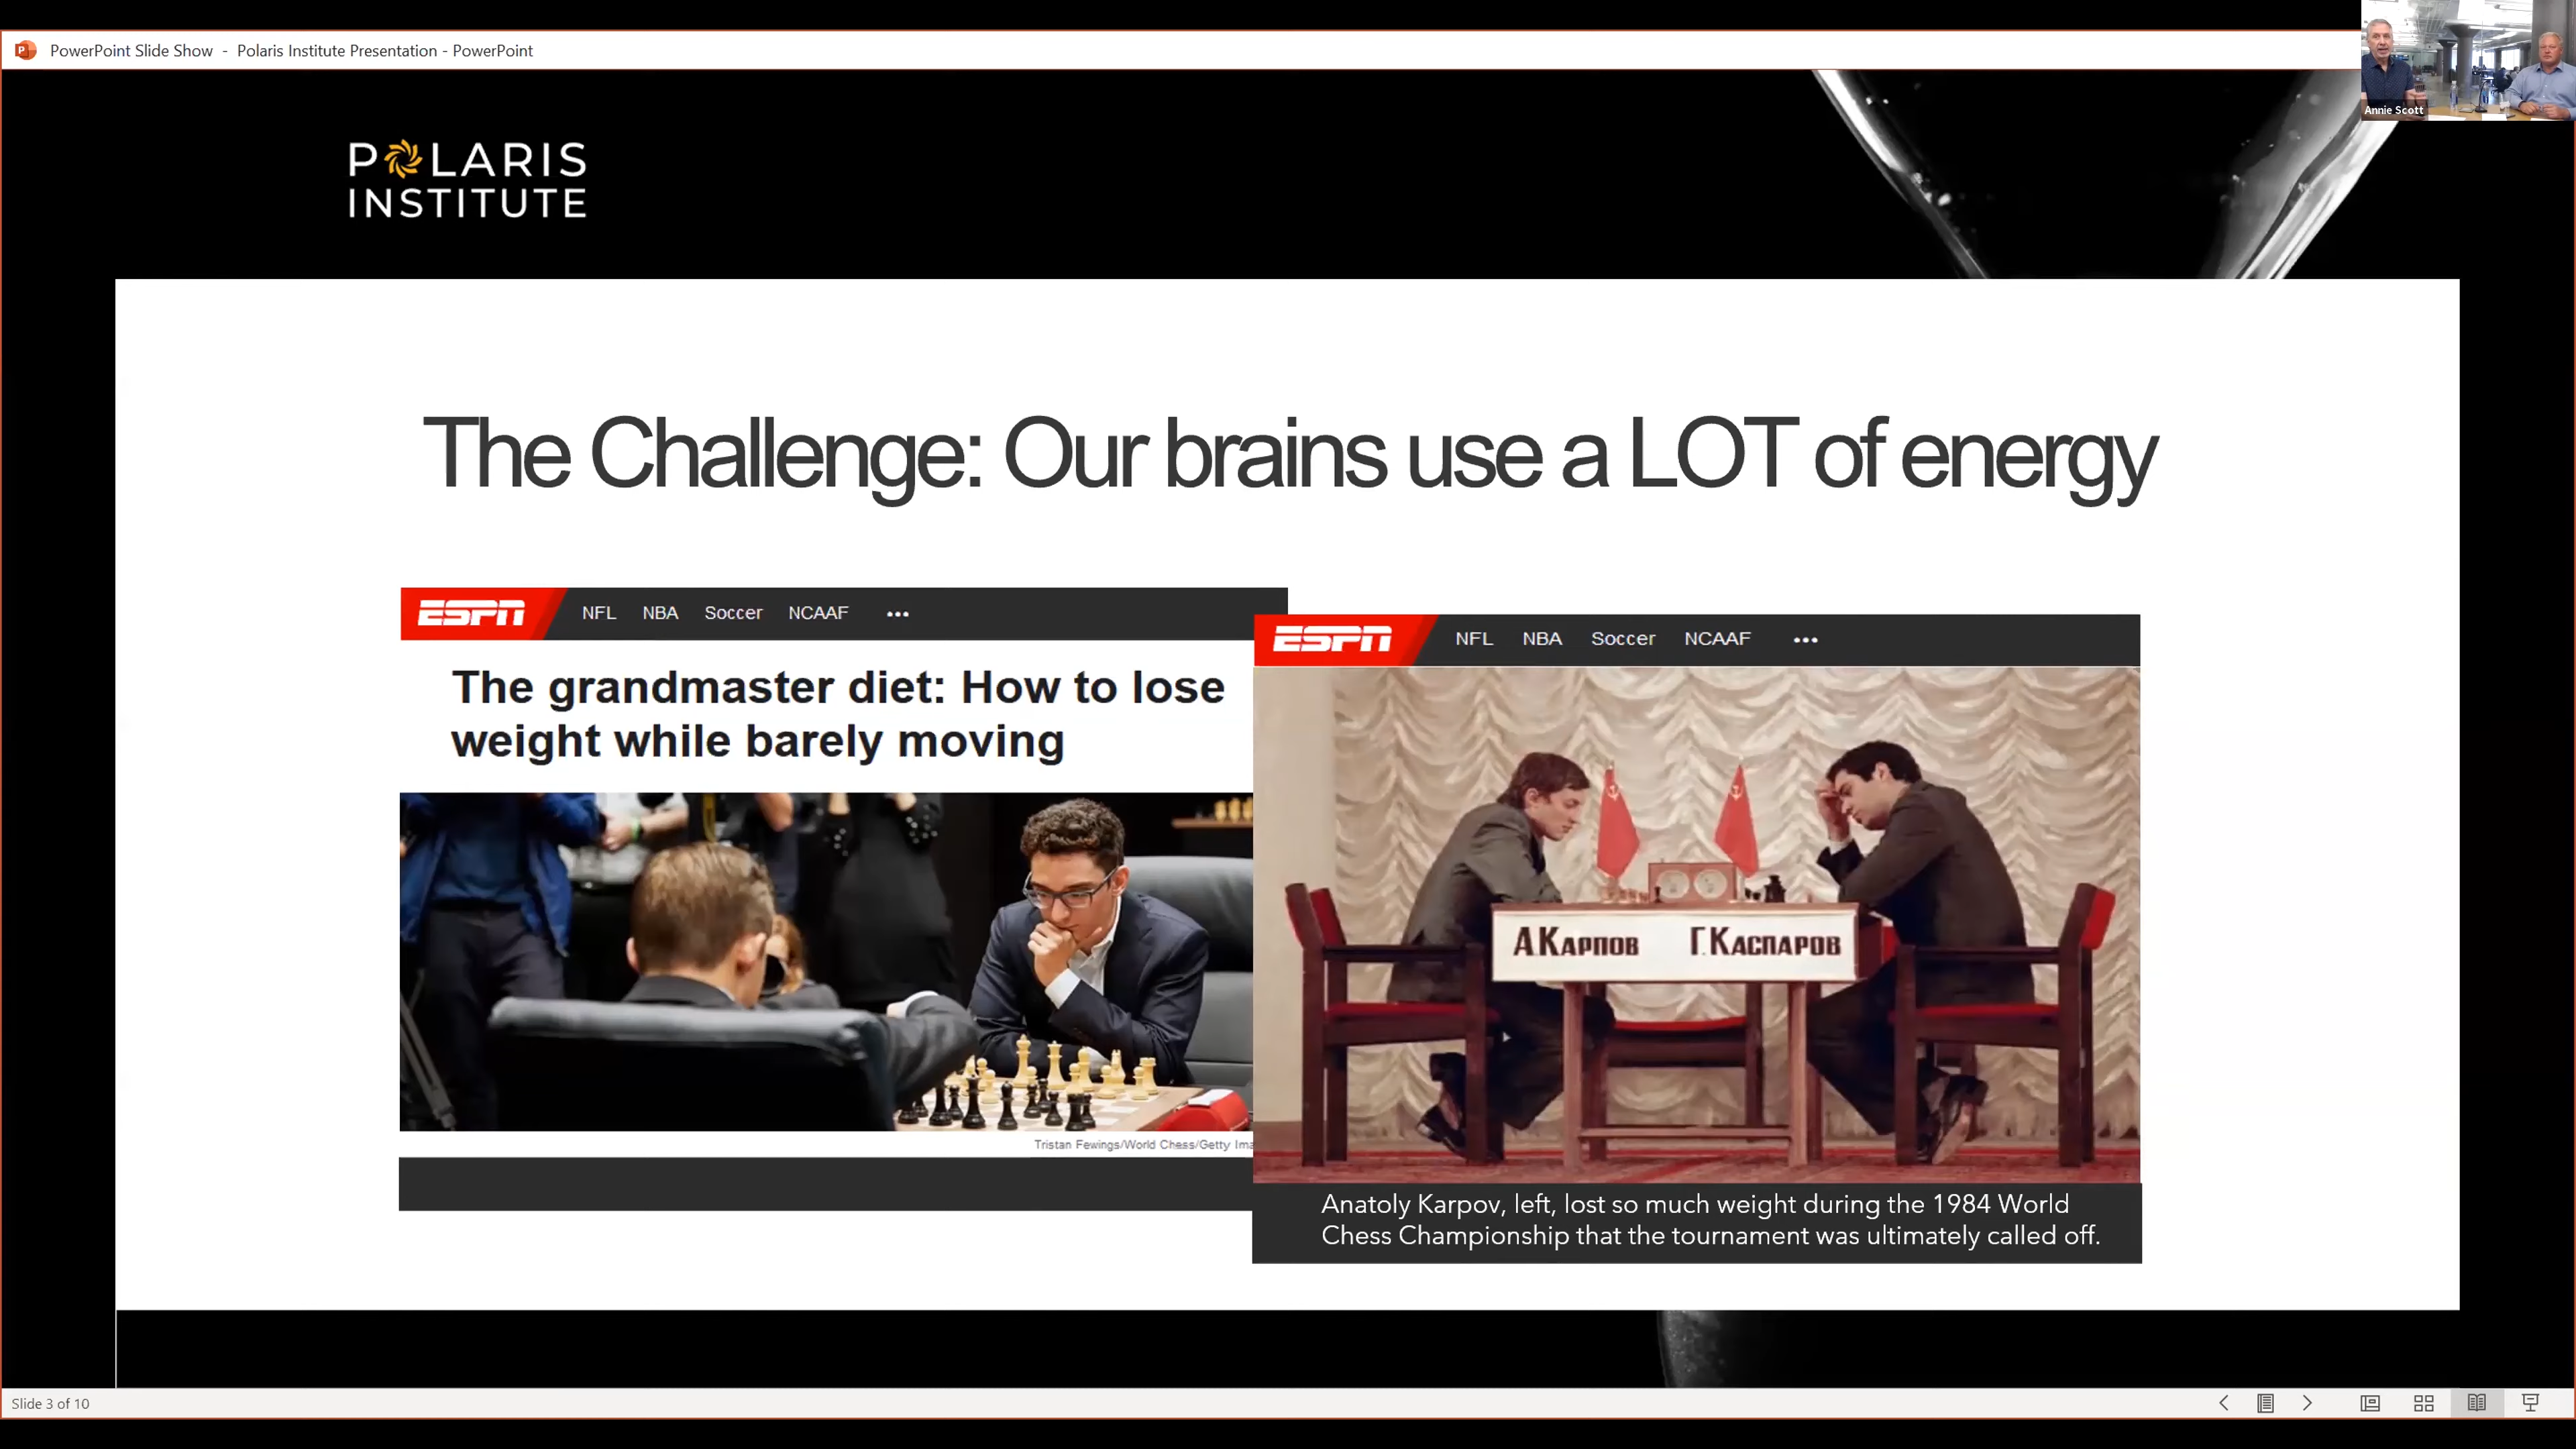 PowerPoint Slide Show - Polaris Institute Presentation - PowerPoint
Annie Scott
POLARIS
INSTITUTE
The Challenge: Our brains use a LOT of energy
ESPN NFL NBA Soccer NCAAF •••
The grandmaster diet: How to lose
weight while barely moving
Tristan Fewings/World Chess/Getty Ima
ESPN NFL NBA Soccer NCAAF •••
А.КАРПОВ Г.КАСПАРОВ
Anatoly Karpov, left, lost so much weight during the 1984 World
Chess Championship that the tournament was ultimately called off.
Slide 3 of 10